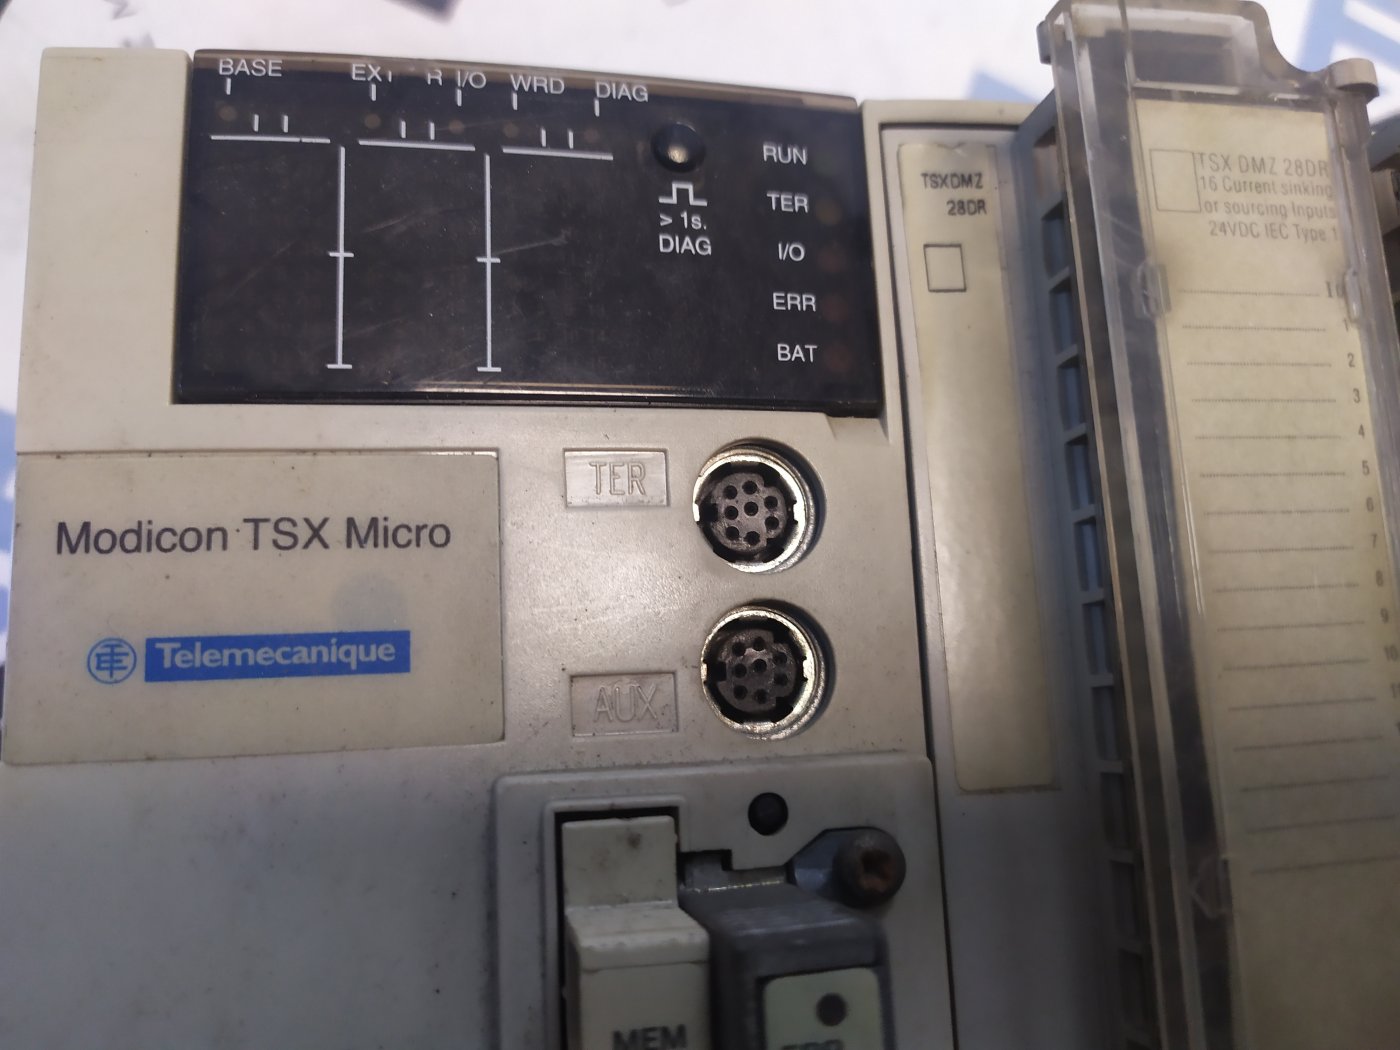 BASE EXT R I/O WRD DIAG
> 1s.
DIAG
RUN
TER
I/O
ERR
BAT
TER
AUX
Modicon TSX Micro
Telemecanique
MEM
TSXDMZ
28DR
TSX DMZ 28DR
16 Current sinking
or sourcing Inputs
24VDC IEC Type 1
1
2
3
4
5
6
7
8
9
10